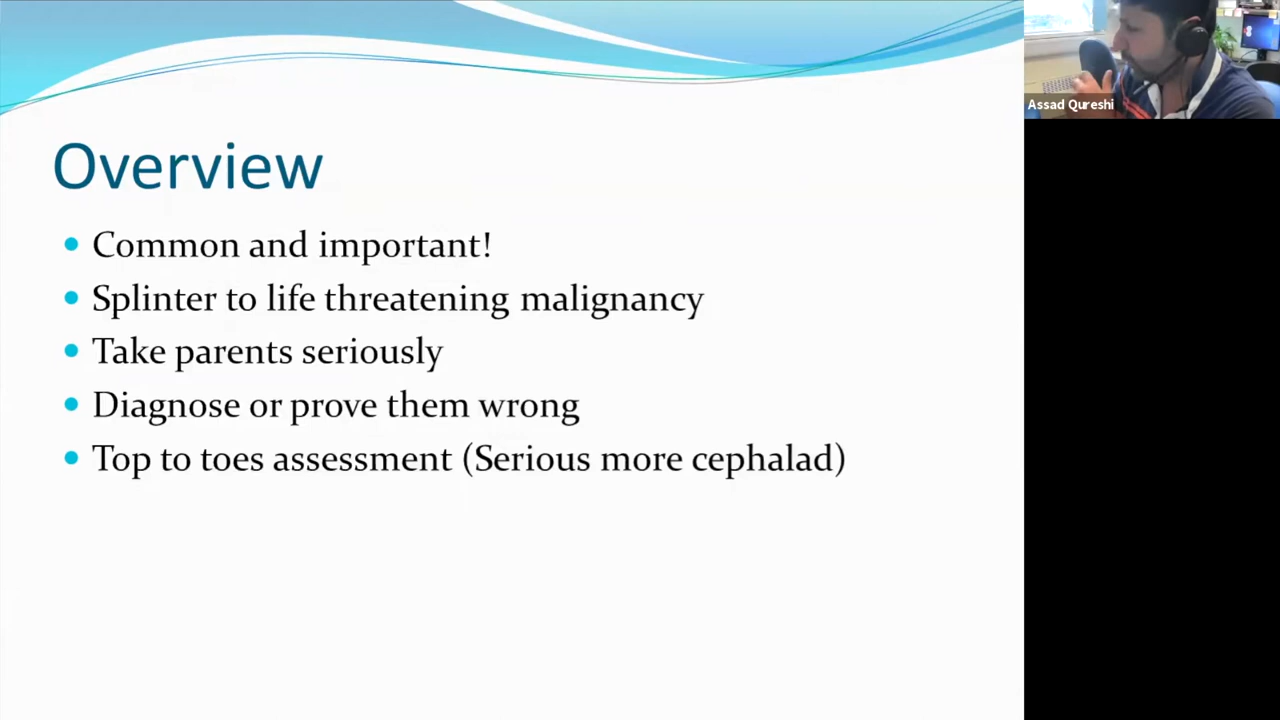 Overview
Common and important!
Splinter to life threatening malignancy
Take parents seriously
Diagnose or prove them wrong
Top to toes assessment (Serious more cephalad)
Assad Qureshi